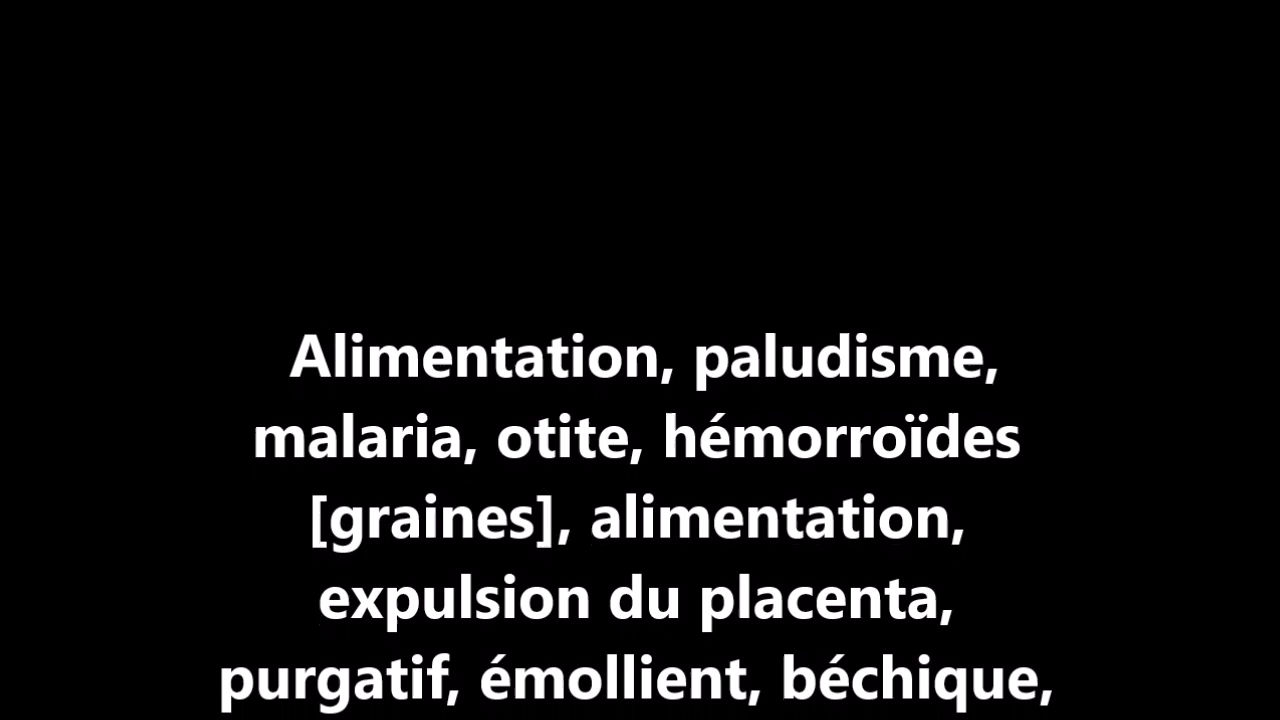 Alimentation, paludisme,
malaria, otite, hémorroïdes
[graines], alimentation,
expulsion du placenta,
purgatif, émollient, béchique,